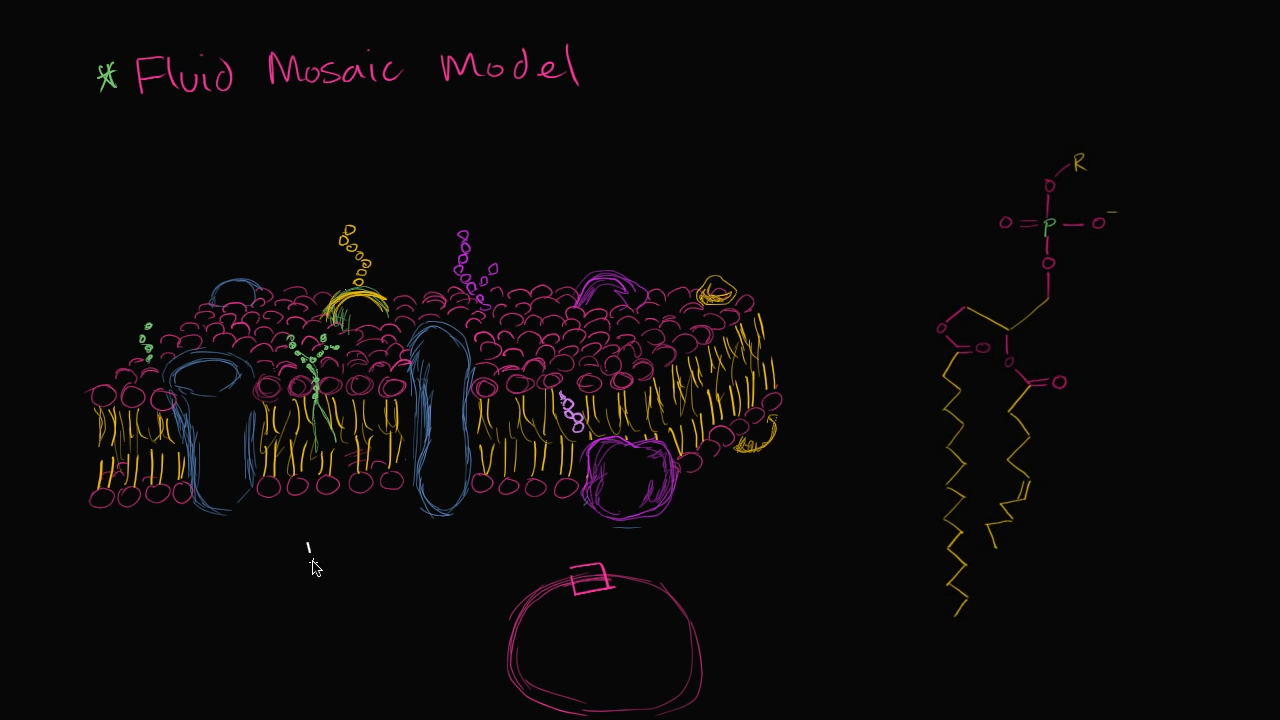 * Fluid Mosaic Model
R
O
O = P — O⁻
O
O
O
O
O